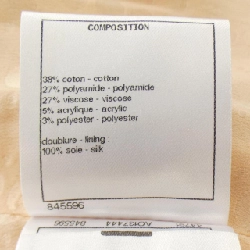 COMPOSITION
38% coton - cotton
27% polyamide - polyamide
27% viscose - viscose
5% acrylique - acrylic
3% polyester - polyester
doublure - lining
100% soie - silk
845596